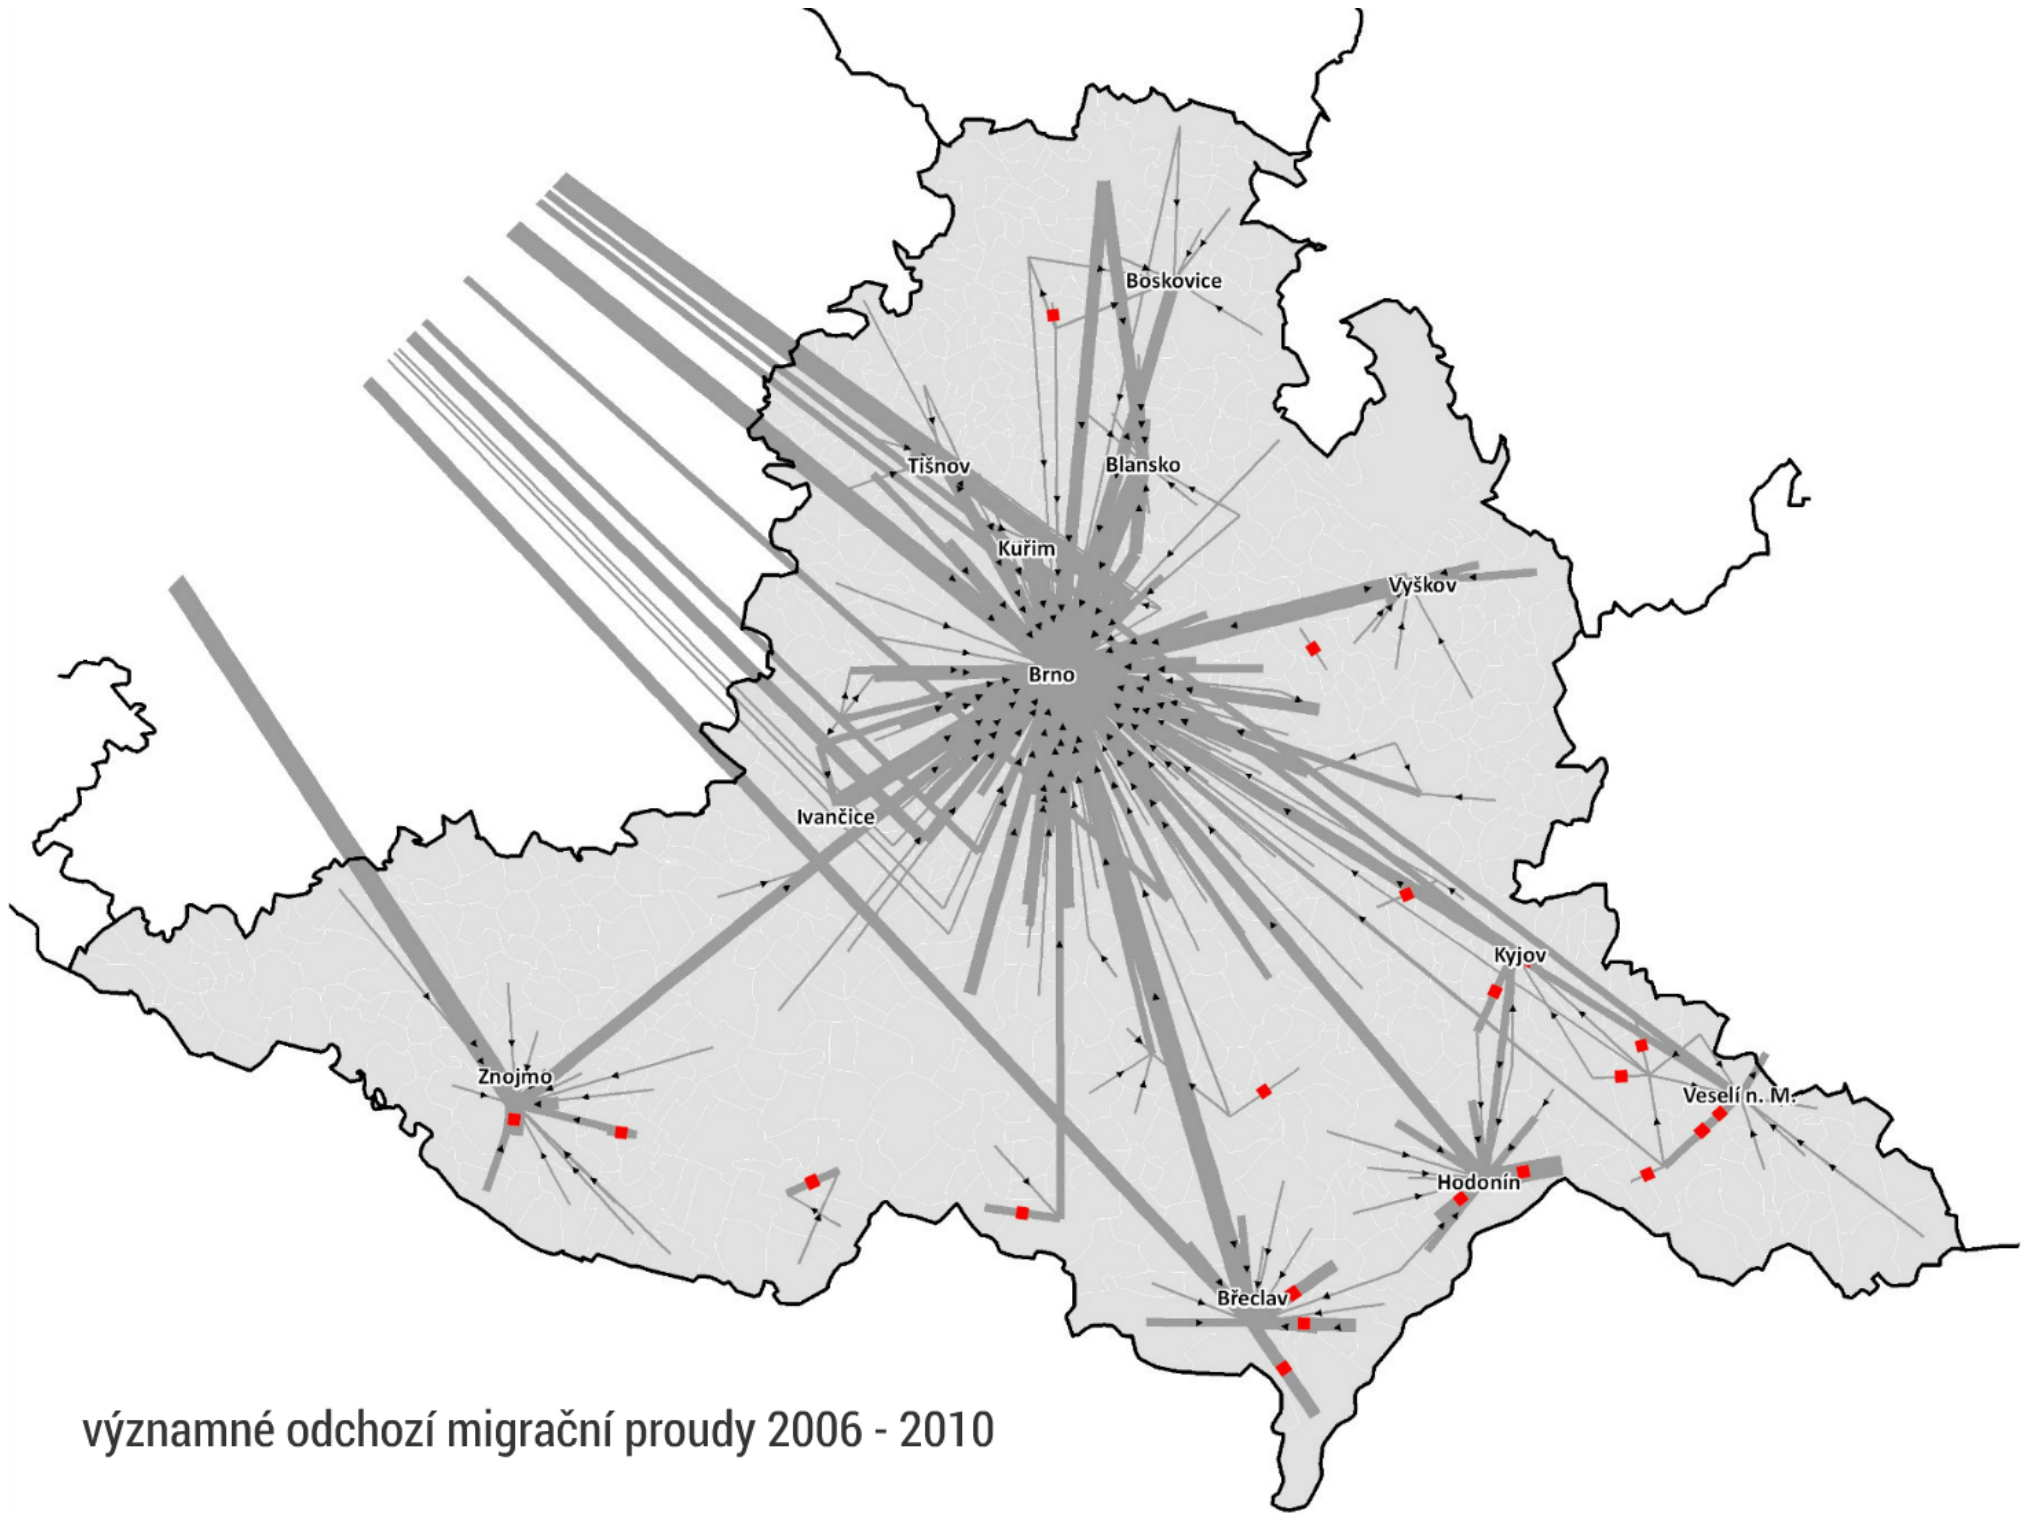 Boskovice
Tišnov
Blansko
Kuřim
Vyškov
Brno
Ivančice
Kyjov
Znojmo
Veselí n. M.
Hodonín
Břeclav
významné odchozí migrační proudy 2006 - 2010